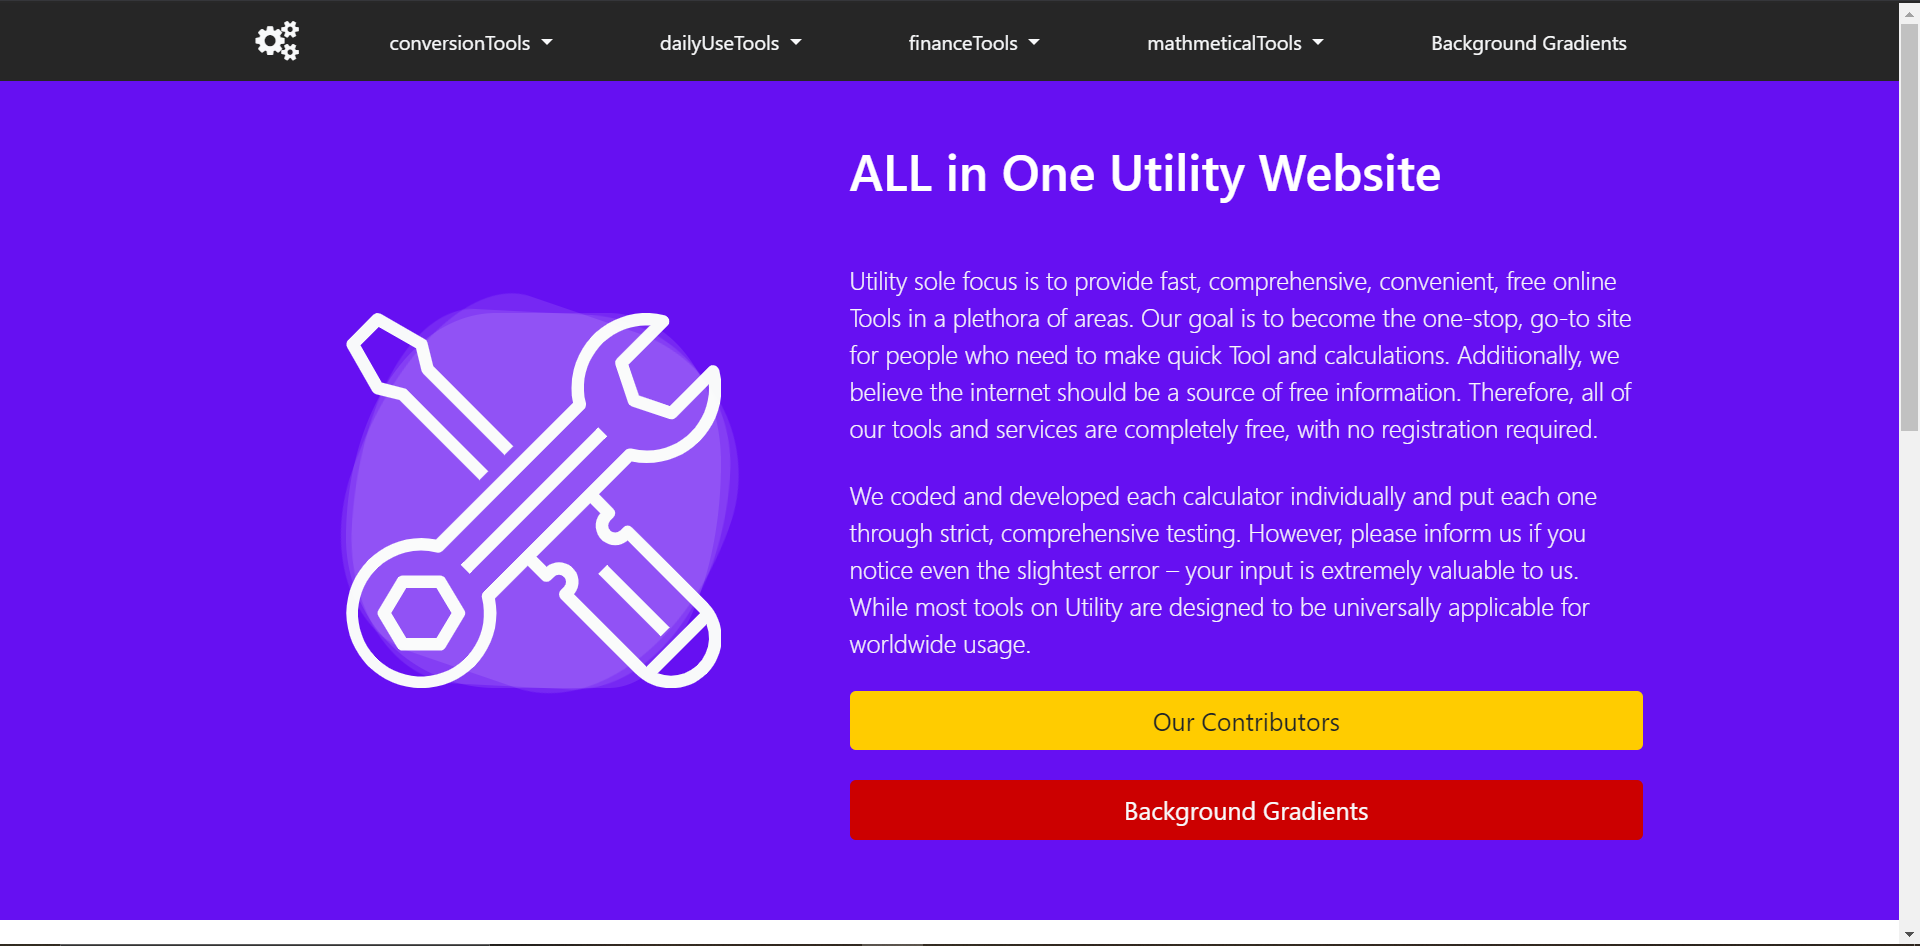 conversionTools
dailyUseTools
financeTools
mathmeticalTools
Background Gradients
ALL in One Utility Website
Utility sole focus is to provide fast, comprehensive, convenient, free online
Tools in a plethora of areas. Our goal is to become the one-stop, go-to site
for people who need to make quick Tool and calculations. Additionally, we
believe the internet should be a source of free information. Therefore, all of
our tools and services are completely free, with no registration required.
We coded and developed each calculator individually and put each one
through strict, comprehensive testing. However, please inform us if you
notice even the slightest error – your input is extremely valuable to us.
While most tools on Utility are designed to be universally applicable for
worldwide usage.
Our Contributors
Background Gradients